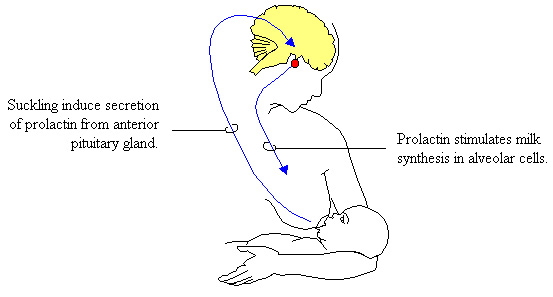 Suckling induce secretion
of prolactin from anterior
pituitary gland.
Prolactin stimulates milk
synthesis in alveolar cells.